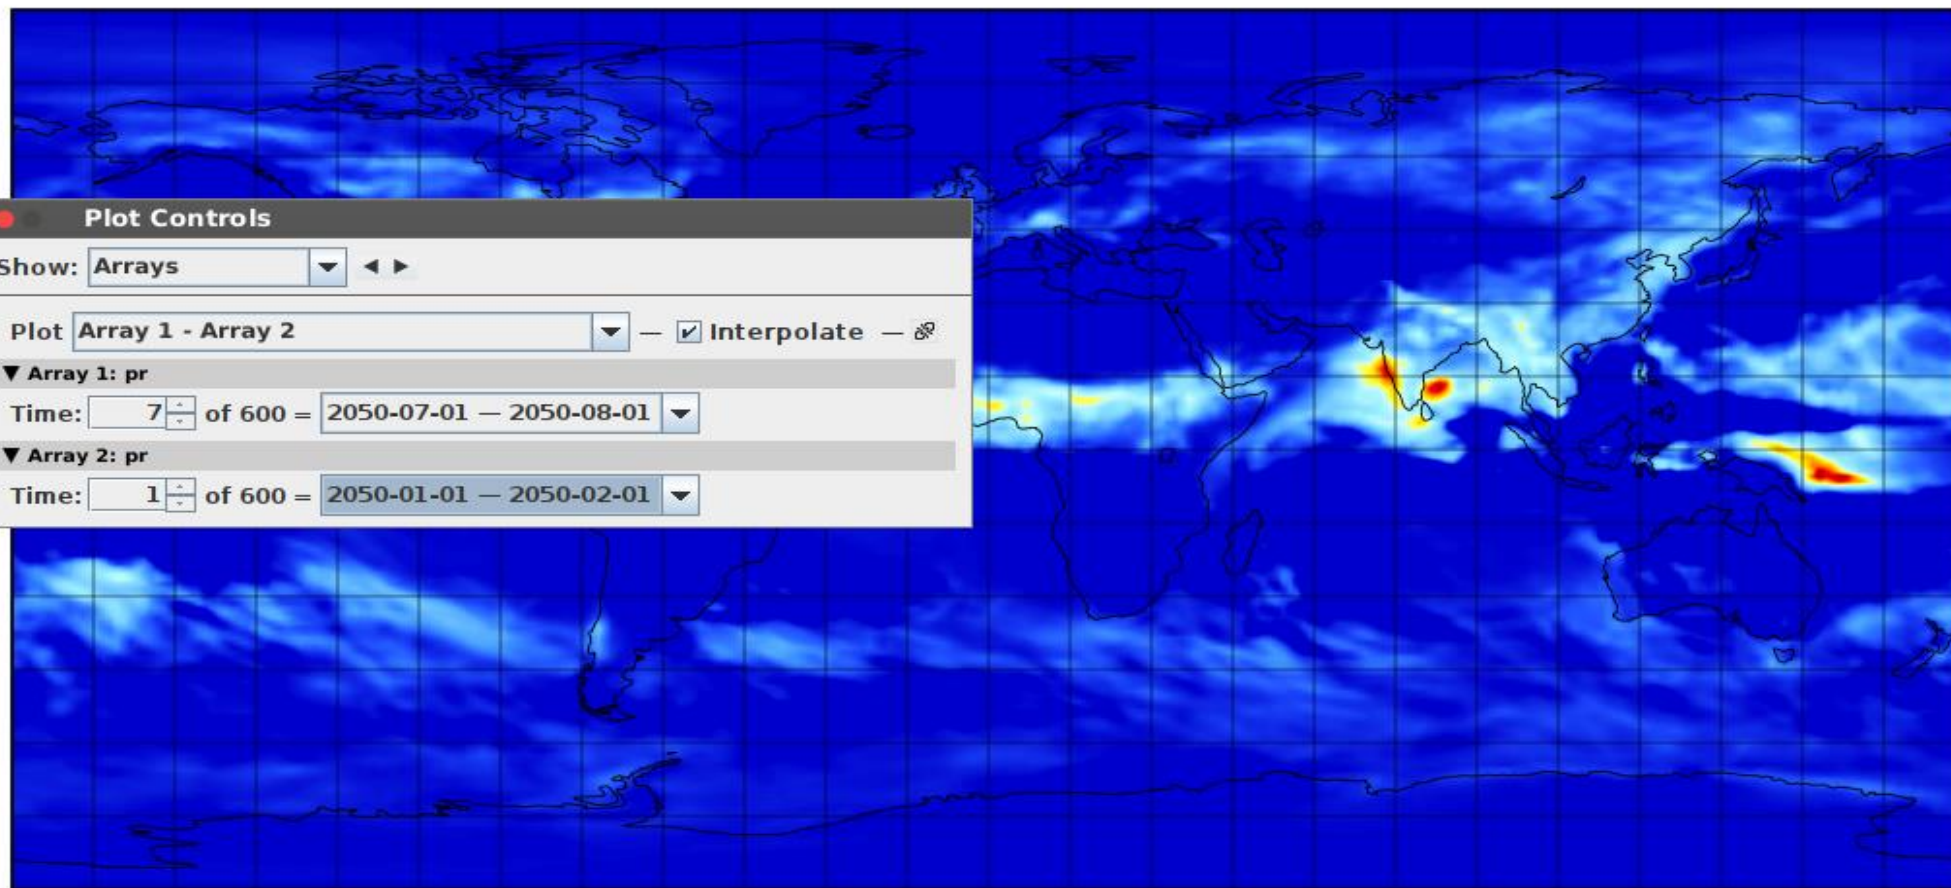 Plot Controls
Show: Arrays
Plot Array 1 - Array 2 — Interpolate —
Array 1: pr
Time: 7 of 600 = 2050-07-01 — 2050-08-01
Array 2: pr
Time: 1 of 600 = 2050-01-01 — 2050-02-01